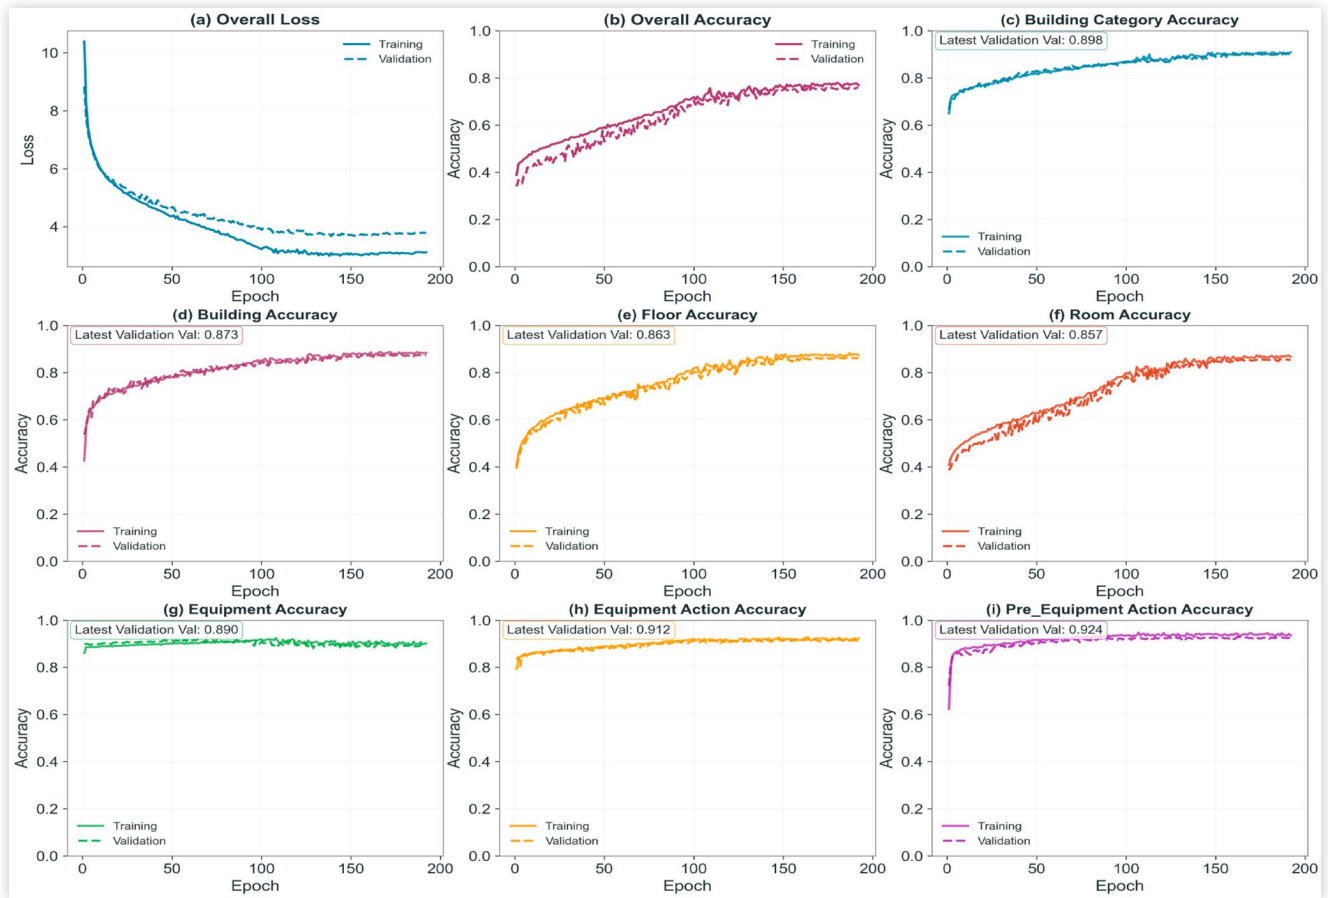 (a) Overall Loss
10
8
6
4
Loss
0 50 100 150 200
Epoch
Training
Validation
(b) Overall Accuracy
1.0
0.8
0.6
0.4
0.2
0.0
Accuracy
0 50 100 150 200
Epoch
Training
Validation
(c) Building Category Accuracy
Latest Validation Val: 0.898
1.0
0.8
0.6
0.4
0.2
0.0
Accuracy
0 50 100 150 200
Epoch
Training
Validation
(d) Building Accuracy
Latest Validation Val: 0.873
1.0
0.8
0.6
0.4
0.2
0.0
Accuracy
0 50 100 150 200
Epoch
Training
Validation
(e) Floor Accuracy
Latest Validation Val: 0.863
1.0
0.8
0.6
0.4
0.2
0.0
Accuracy
0 50 100 150 200
Epoch
Training
Validation
(f) Room Accuracy
Latest Validation Val: 0.857
1.0
0.8
0.6
0.4
0.2
0.0
Accuracy
0 50 100 150 200
Epoch
Training
Validation
(g) Equipment Accuracy
Latest Validation Val: 0.890
1.0
0.8
0.6
0.4
0.2
0.0
Accuracy
0 50 100 150 200
Epoch
Training
Validation
(h) Equipment Action Accuracy
Latest Validation Val: 0.912
1.0
0.8
0.6
0.4
0.2
0.0
Accuracy
0 50 100 150 200
Epoch
Training
Validation
(i) Pre_Equipment Action Accuracy
Latest Validation Val: 0.924
1.0
0.8
0.6
0.4
0.2
0.0
Accuracy
0 50 100 150 200
Epoch
Training
Validation